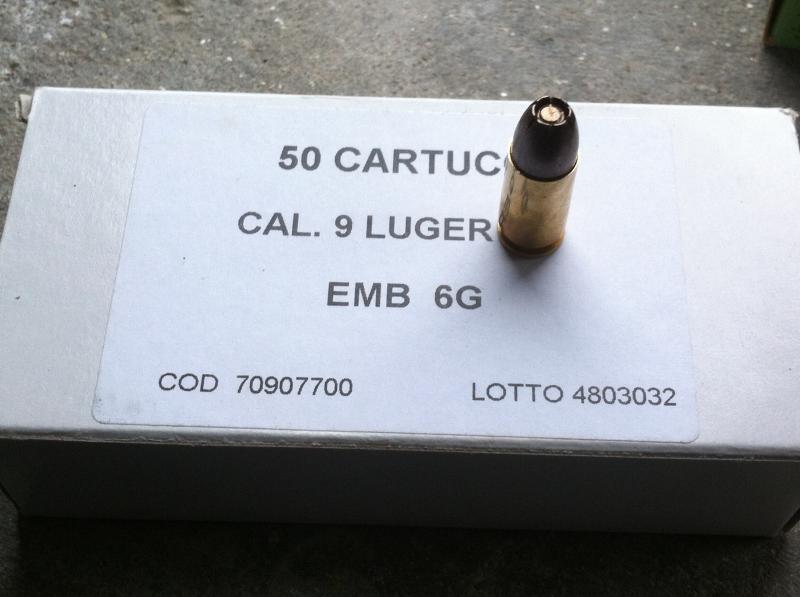 50 CARTUC
CAL. 9 LUGER
EMB 6G
COD 70907700
LOTTO 4803032